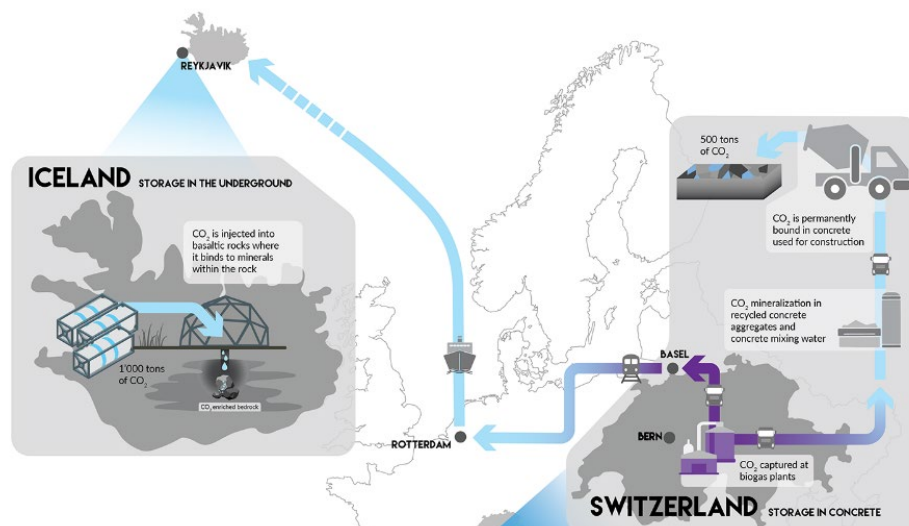 REYKJAVIK
ICELAND STORAGE IN THE UNDERGROUND
CO₂ is injected into
basaltic rocks where
it binds to minerals
within the rock
1'000 tons
of CO₂
CO₂ enriched bedrock
ROTTERDAM
BASEL
BERN
500 tons
of CO₂
CO₂ is permanently
bound in concrete
used for construction
CO₂ mineralization in
recycled concrete
aggregates and
concrete mixing water
CO₂ captured at
biogas plants
SWITZERLAND STORAGE IN CONCRETE